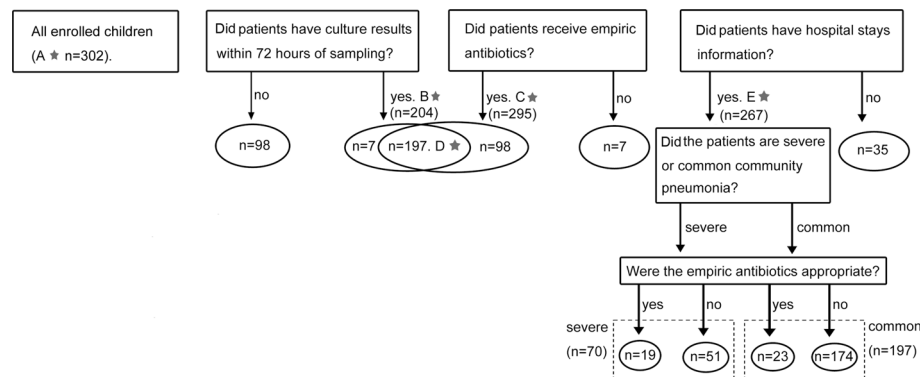 All enrolled children
(A ★ n=302).
Did patients have culture results
within 72 hours of sampling?
no
yes. B★
(n=204)
n=98
n=7
n=197. D ★
n=98
Did patients receive empiric
antibiotics?
yes. C★
(n=295)
no
n=7
Did patients have hospital stays
information?
yes. E★
(n=267)
no
n=35
Did the patients are severe
or common community
pneumonia?
severe
common
Were the empiric antibiotics appropriate?
yes
no
yes
no
severe
(n=70)
n=19
n=51
n=23
n=174
common
(n=197)